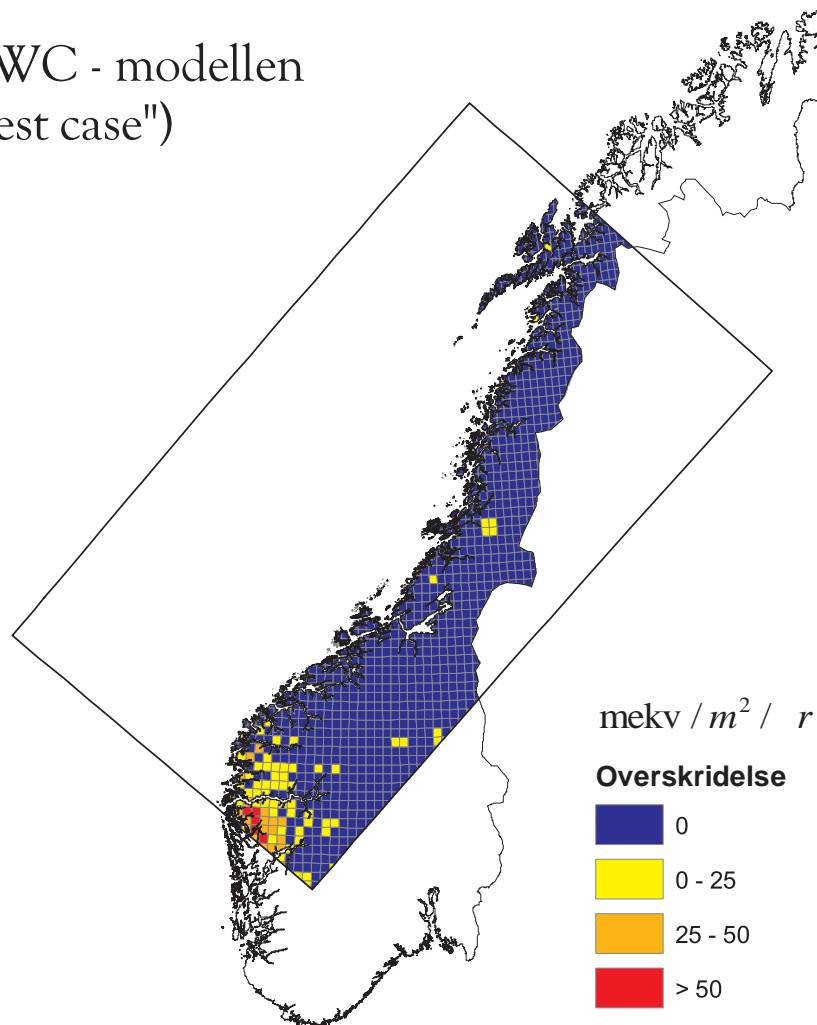 WC - modellen
est case")
mekv / m² / r
Overskridelse
0
0 - 25
25 - 50
> 50